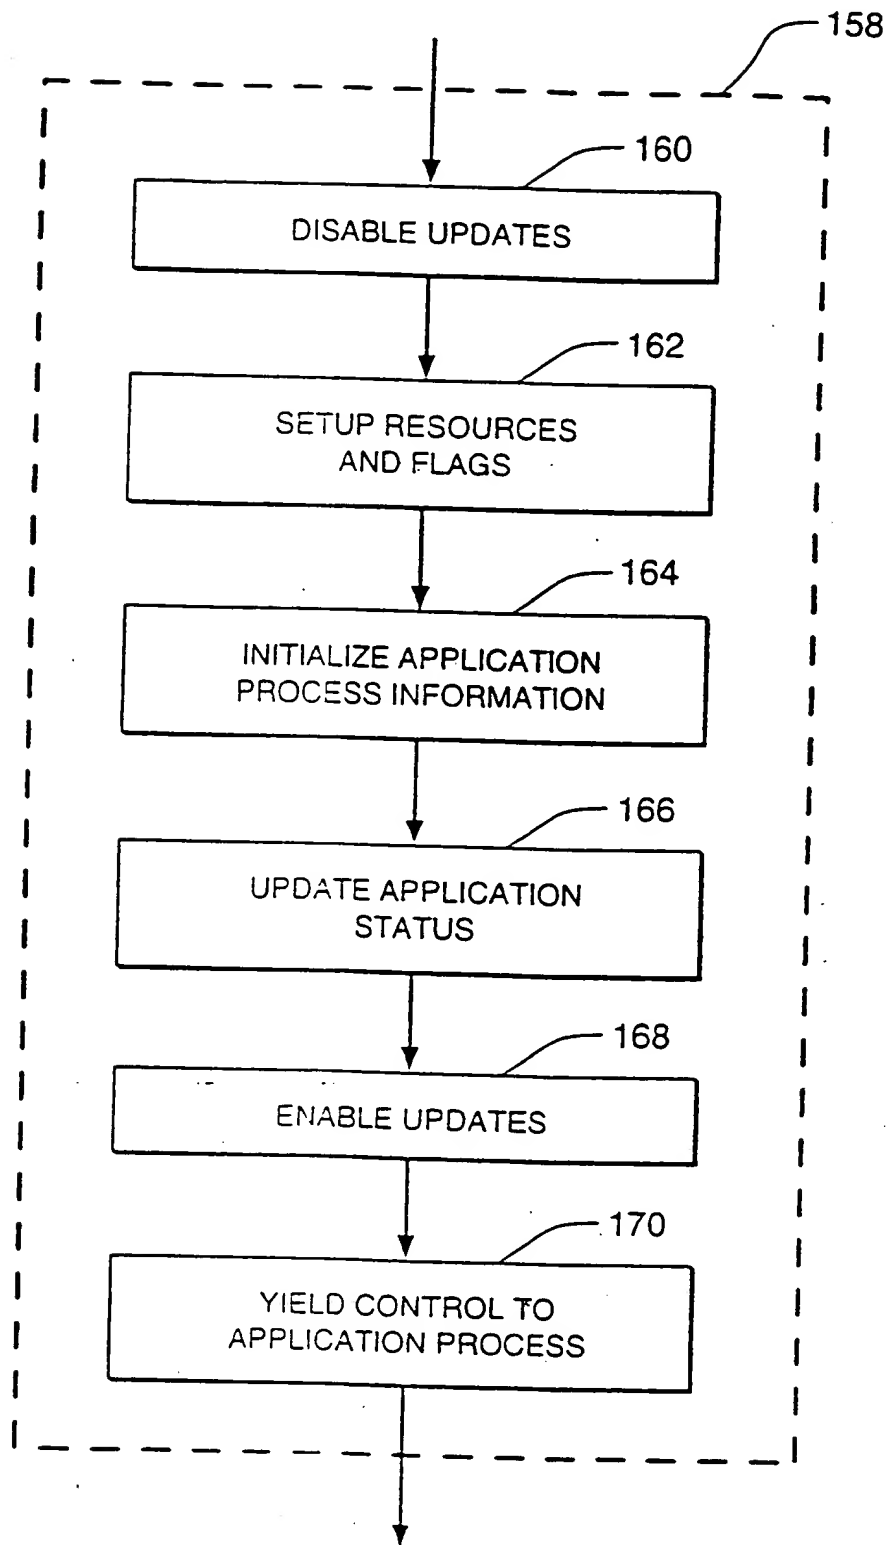 158
160
DISABLE UPDATES
162
SETUP RESOURCES
AND FLAGS
164
INITIALIZE APPLICATION
PROCESS INFORMATION
166
UPDATE APPLICATION
STATUS
168
ENABLE UPDATES
170
YIELD CONTROL TO
APPLICATION PROCESS